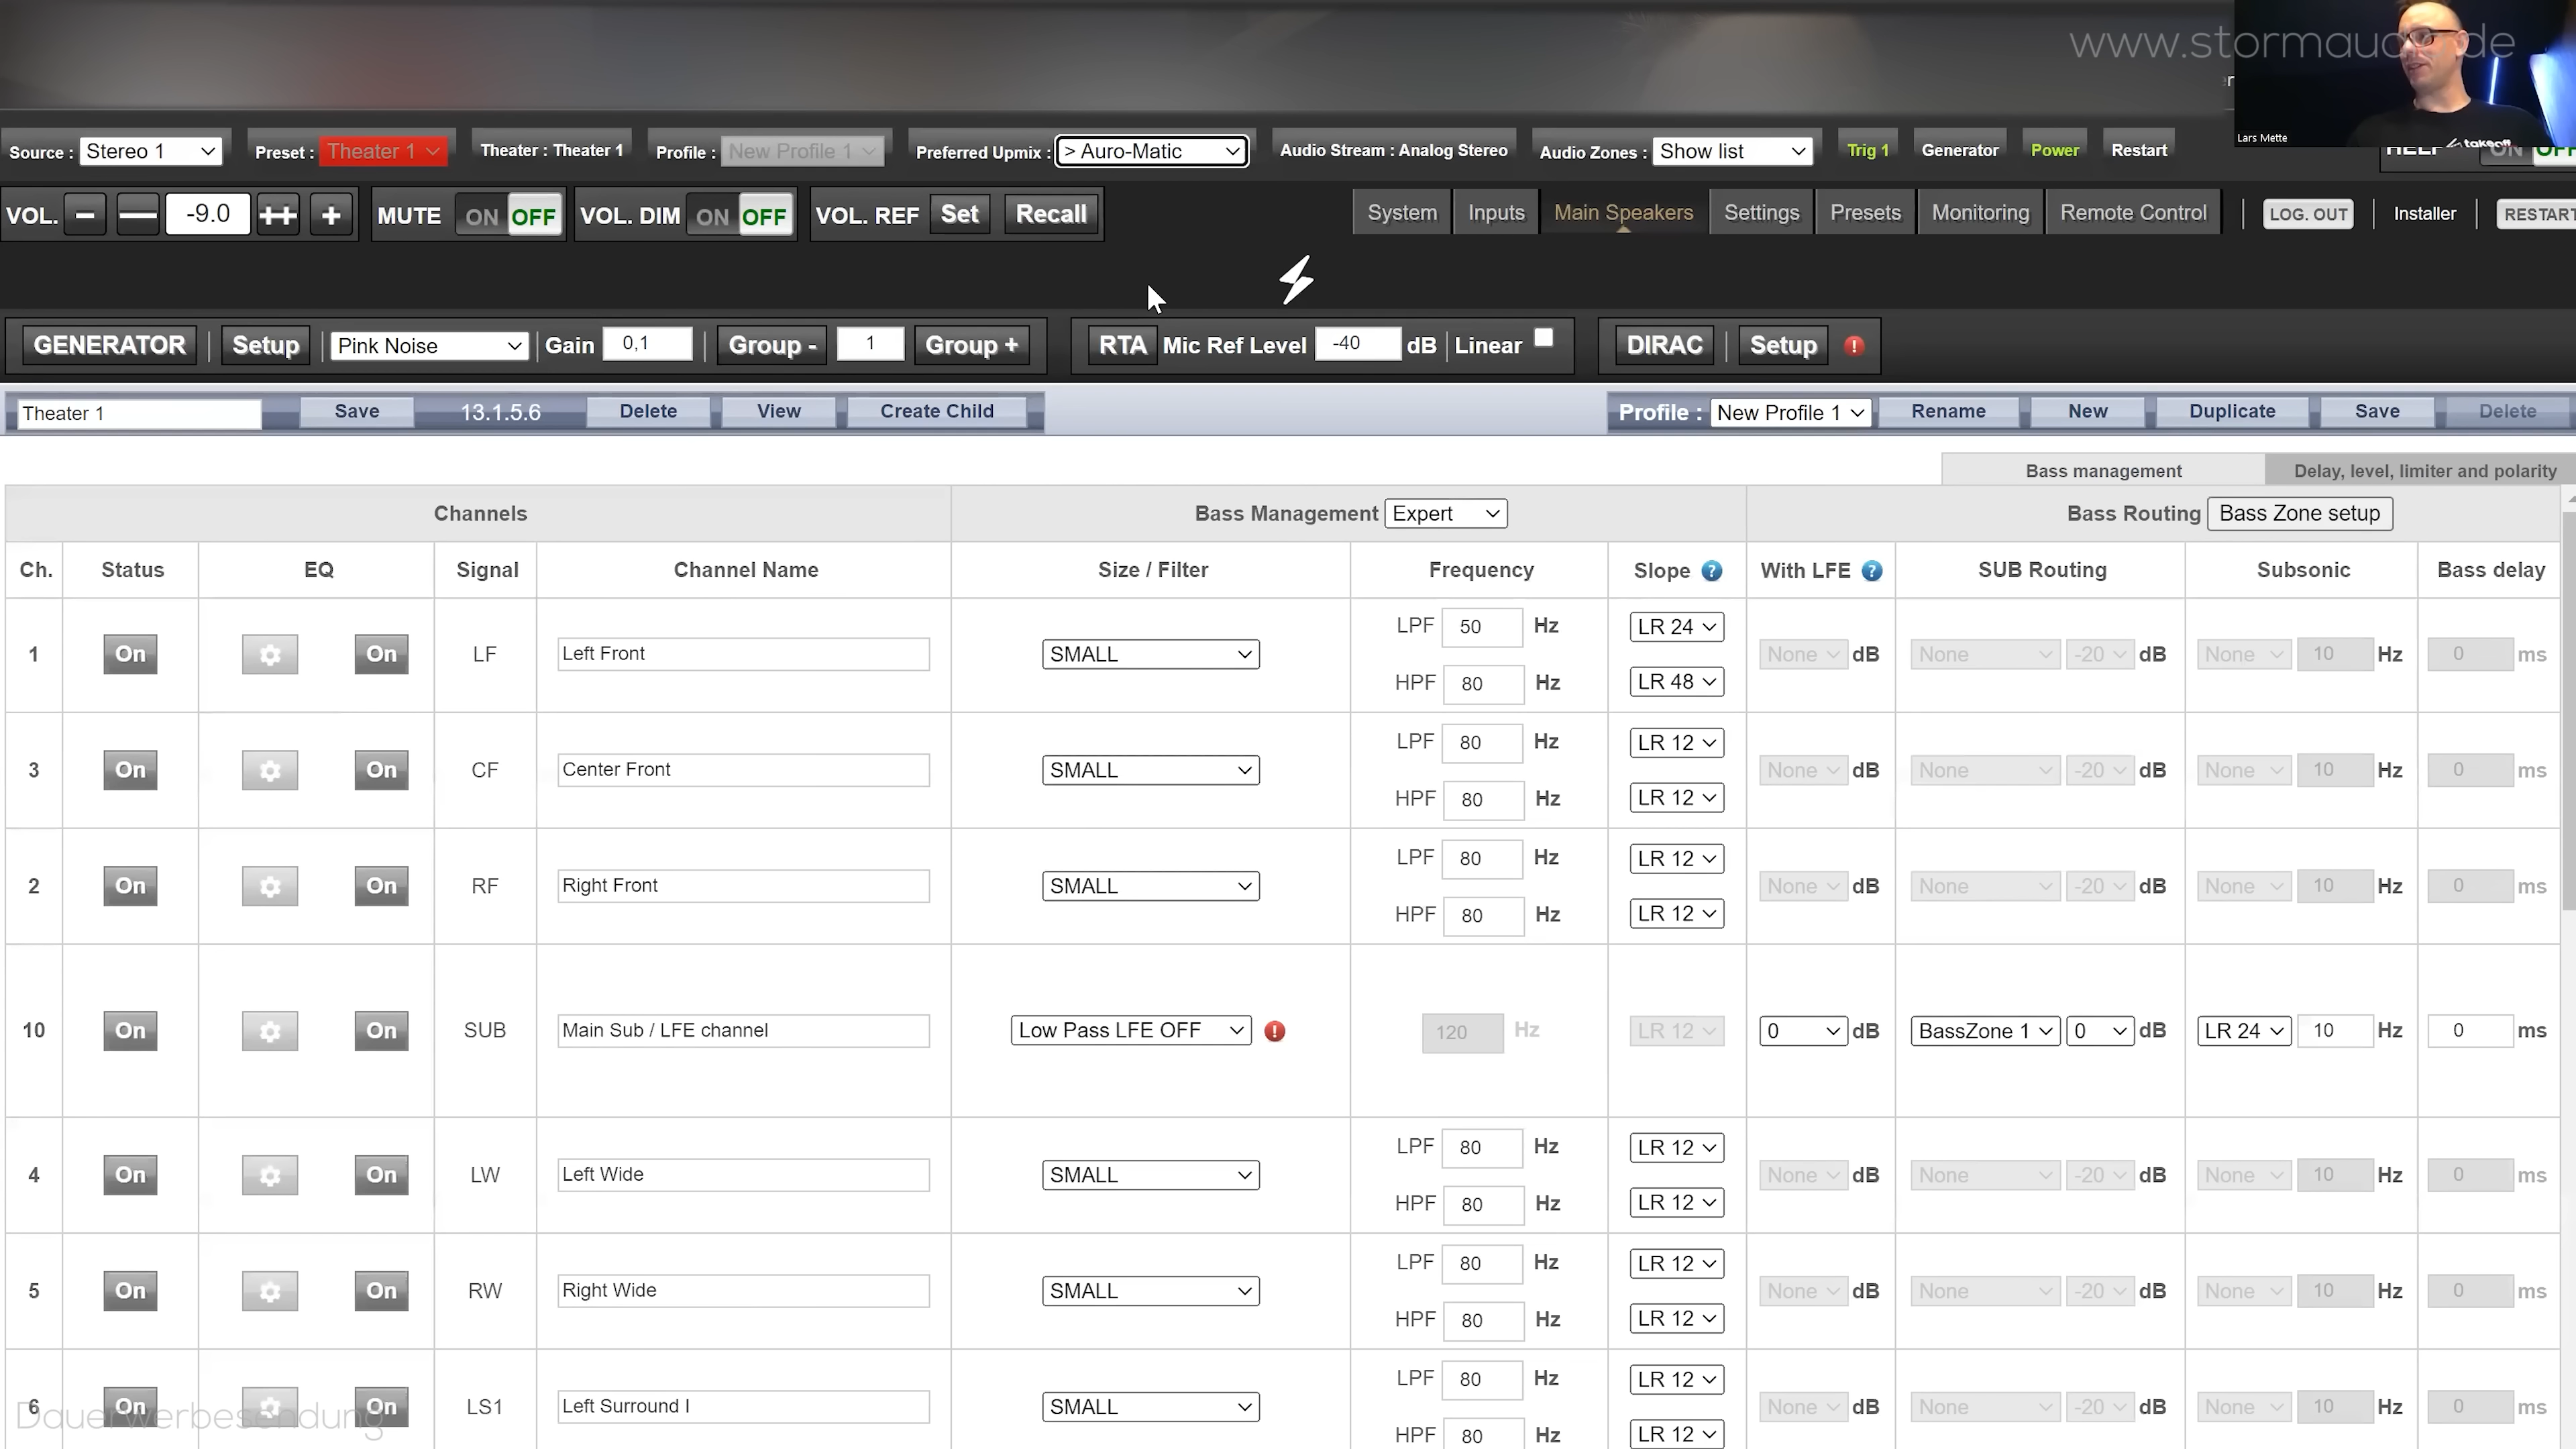 www.stormaudio.de
Lars Mette
Source : Stereo 1 Preset : Theater 1 Theater : Theater 1 Profile : New Profile 1 Preferred Upmix : > Auro-Matic Audio Stream : Analog Stereo Audio Zones : Show list Trig 1 Generator Power Restart HELP ON OFF
takeoff
VOL. -9.0 ++ + MUTE ON OFF VOL. DIM ON OFF VOL. REF Set Recall System Inputs Main Speakers Settings Presets Monitoring Remote Control LOG. OUT Installer RESTART
GENERATOR Setup Pink Noise Gain 0,1 Group - 1 Group + RTA Mic Ref Level -40 dB Linear DIRAC Setup !
Theater 1 Save 13.1.5.6 Delete View Create Child Profile : New Profile 1 Rename New Duplicate Save Delete
Bass management Delay, level, limiter and polarity
Channels Bass Management Expert Bass Routing Bass Zone setup
Ch. Status EQ Signal Channel Name Size / Filter Frequency Slope ? With LFE ? SUB Routing Subsonic Bass delay
LPF 50 Hz LR 24
1 On On LF Left Front SMALL None dB None -20 dB None 10 Hz 0 ms
HPF 80 Hz LR 48
LPF 80 Hz LR 12
3 On On CF Center Front SMALL None dB None -20 dB None 10 Hz 0 ms
HPF 80 Hz LR 12
LPF 80 Hz LR 12
2 On On RF Right Front SMALL None dB None -20 dB None 10 Hz 0 ms
HPF 80 Hz LR 12
10 On On SUB Main Sub / LFE channel Low Pass LFE OFF ! 120 Hz LR 12 0 dB BassZone 1 0 dB LR 24 10 Hz 0 ms
LPF 80 Hz LR 12
4 On On LW Left Wide SMALL None dB None -20 dB None 10 Hz 0 ms
HPF 80 Hz LR 12
LPF 80 Hz LR 12
5 On On RW Right Wide SMALL None dB None -20 dB None 10 Hz 0 ms
HPF 80 Hz LR 12
LPF 80 Hz LR 12
6 On On LS1 Left Surround I SMALL None dB None -20 dB None 10 Hz 0 ms
HPF 80 Hz LR 12
Dauerwerbesendung